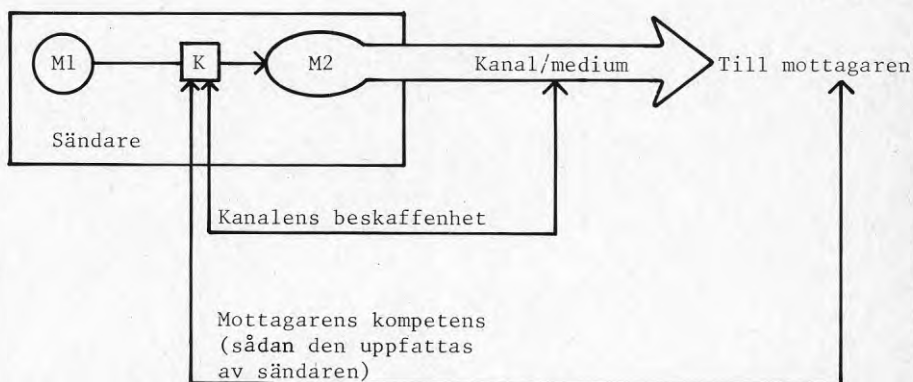 M1 K M2 Kanal/medium Till mottagaren
Sändare
Kanalens beskaffenhet
Mottagarens kompetens
(sådan den uppfattas
av sändaren)